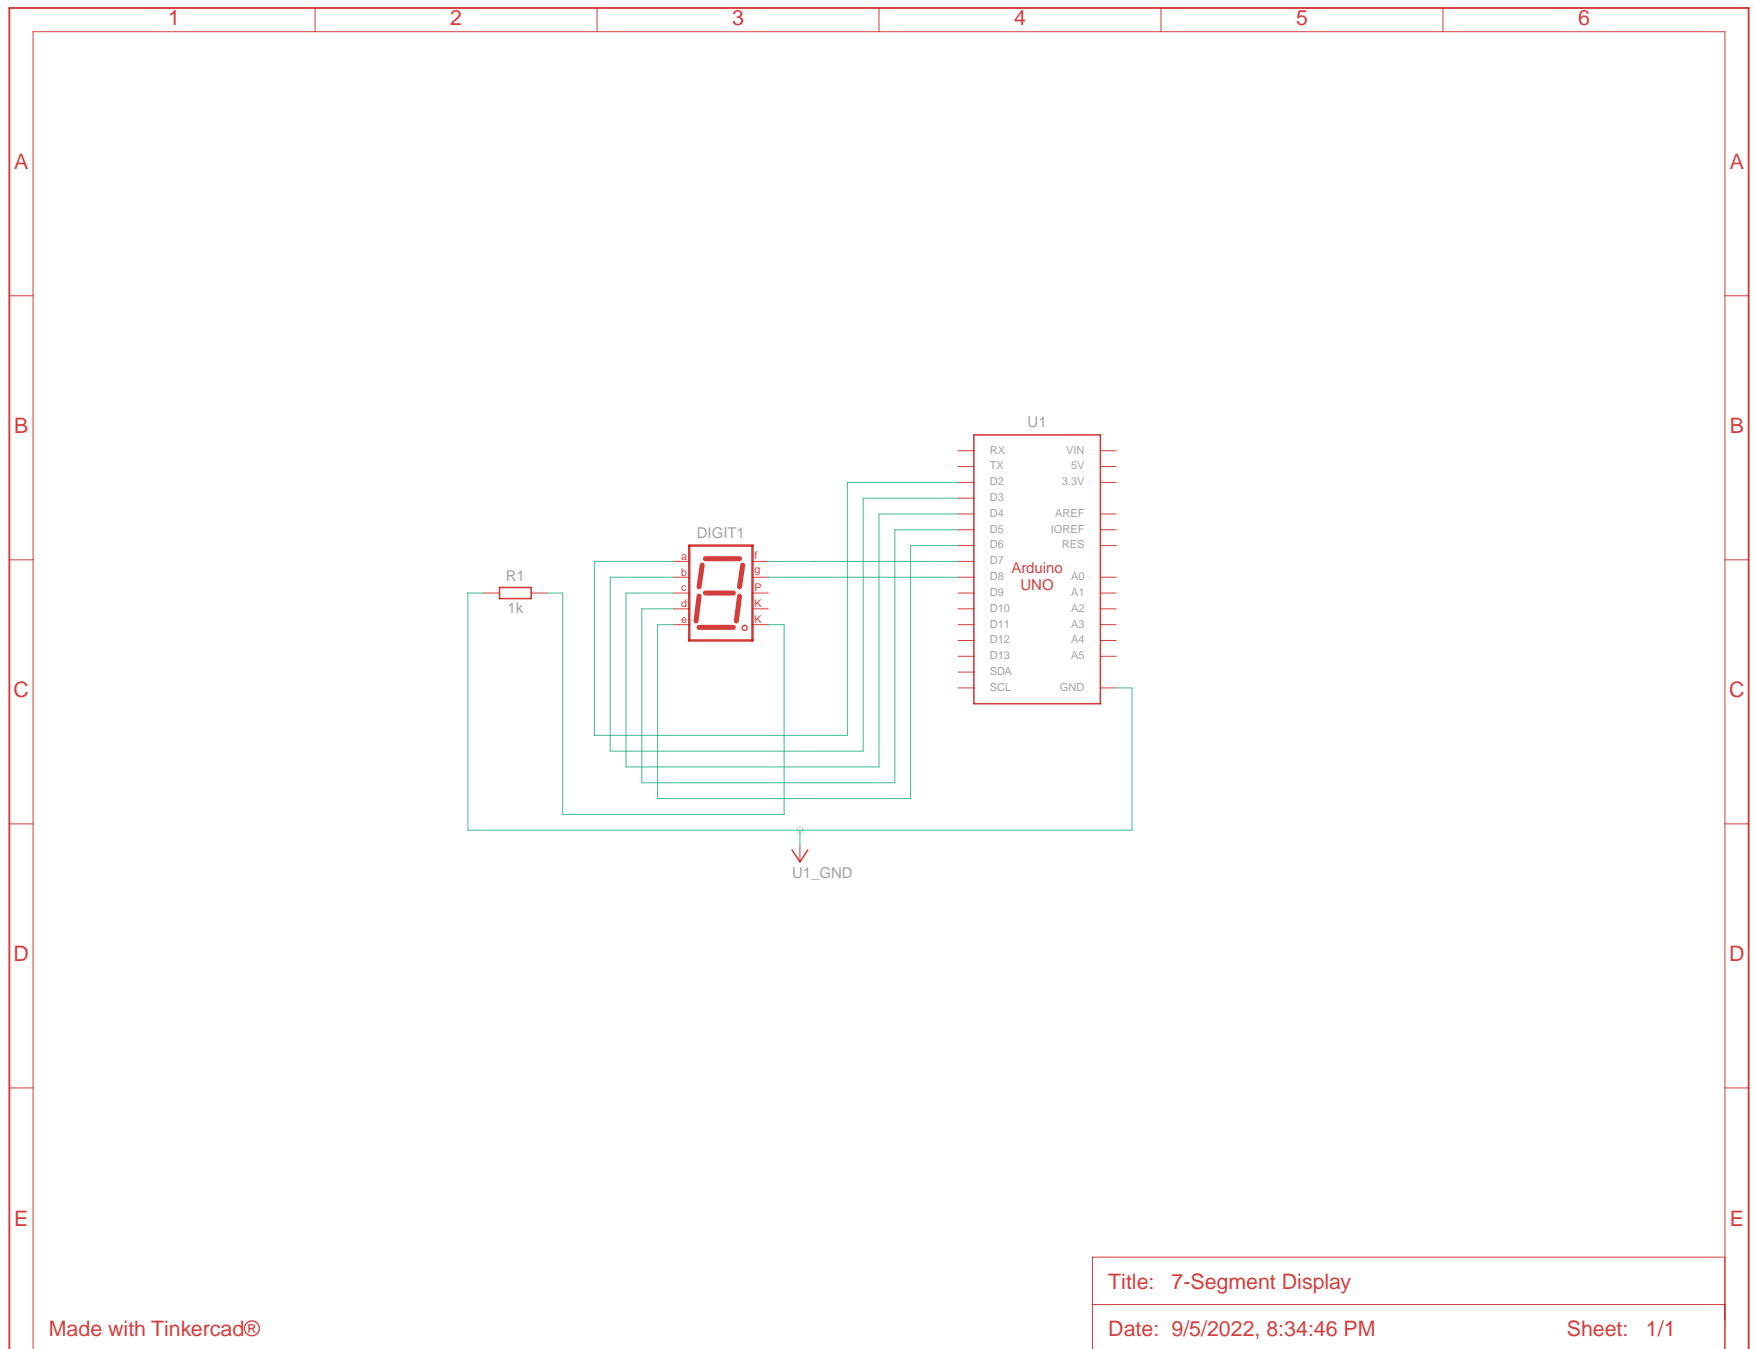 1 2 3 4 5 6
A A
B B
U1
RX VIN
TX 5V
D2 3.3V
D3
D4 AREF
DIGIT1 D5 IOREF
D6 RES
a f D7
Arduino
b g D8 A0
UNO
R1
c P D9 A1
1k
d K D10 A2
e K D11 A3
D12 A4
D13 A5
SDA
C SCL GND C
U1_GND
D D
E E
Title: 7-Segment Display
Made with Tinkercad® Date: 9/5/2022, 8:34:46 PM Sheet: 1/1